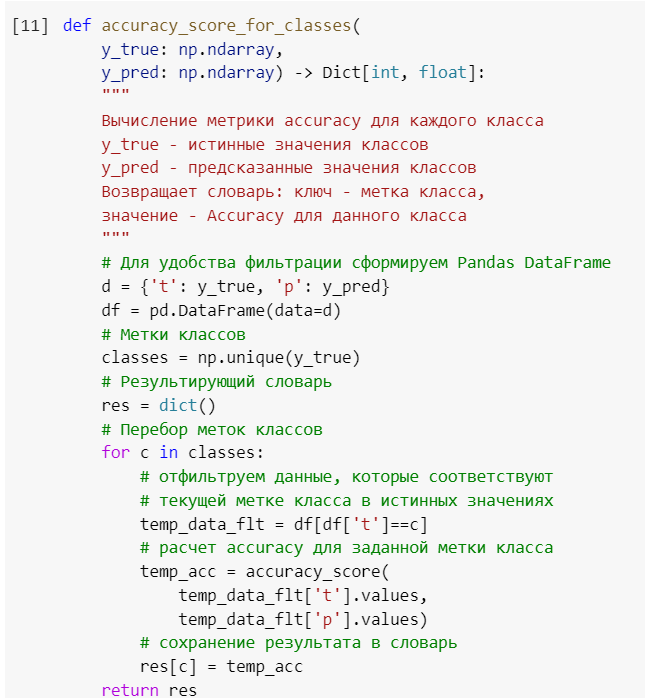 [11] def accuracy_score_for_classes(
y_true: np.ndarray,
y_pred: np.ndarray) -> Dict[int, float]:
"""
Вычисление метрики accuracy для каждого класса
y_true - истинные значения классов
y_pred - предсказанные значения классов
Возвращает словарь: ключ - метка класса,
значение - Accuracy для данного класса
"""
# Для удобства фильтрации сформируем Pandas DataFrame
d = {'t': y_true, 'p': y_pred}
df = pd.DataFrame(data=d)
# Метки классов
classes = np.unique(y_true)
# Результирующий словарь
res = dict()
# Перебор меток классов
for c in classes:
# отфильтруем данные, которые соответствуют
# текущей метке класса в истинных значениях
temp_data_flt = df[df['t']==c]
# расчет accuracy для заданной метки класса
temp_acc = accuracy_score(
temp_data_flt['t'].values,
temp_data_flt['p'].values)
# сохранение результата в словарь
res[c] = temp_acc
return res